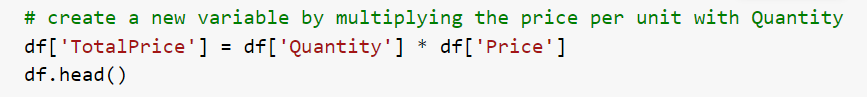 # create a new variable by multiplying the price per unit with Quantity
df['TotalPrice'] = df['Quantity'] * df['Price']
df.head()